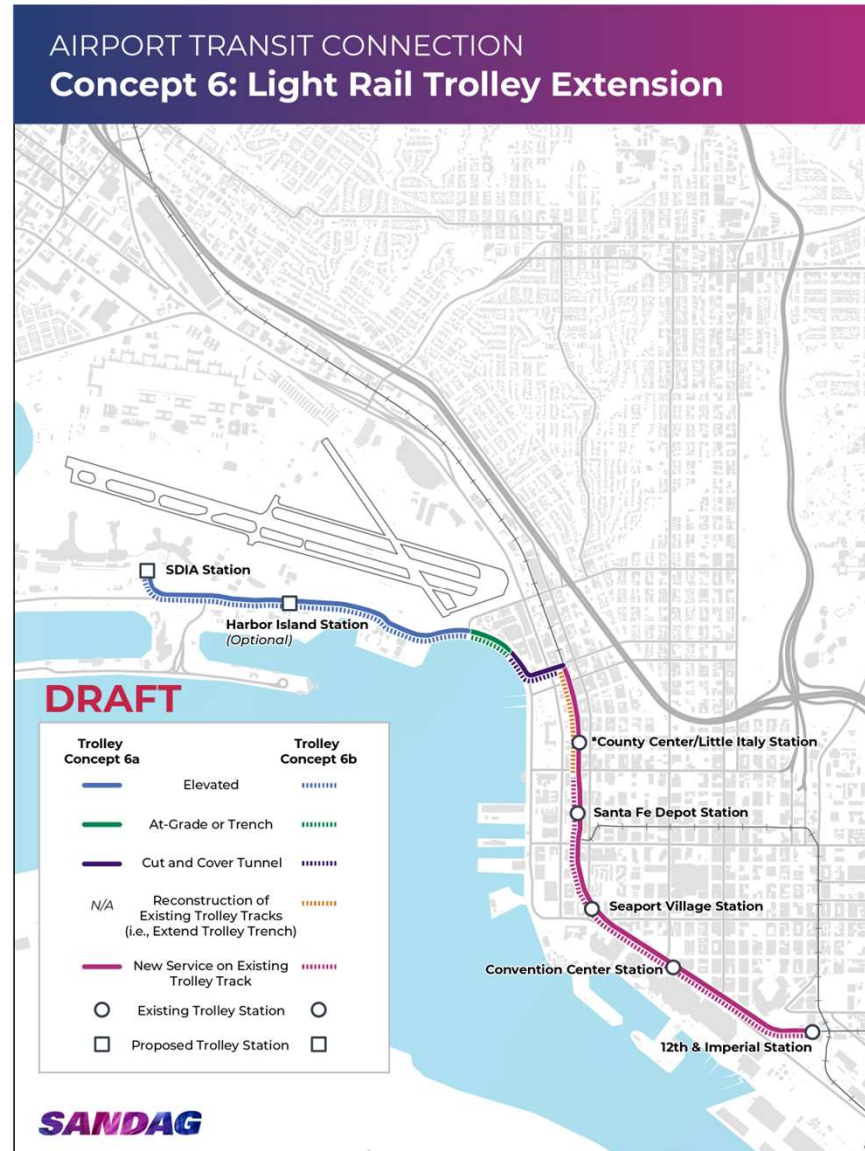 AIRPORT TRANSIT CONNECTION
Concept 6: Light Rail Trolley Extension
SDIA Station
Harbor Island Station
(Optional)
DRAFT
*County Center/Little Italy Station
Santa Fe Depot Station
Seaport Village Station
Convention Center Station
12th & Imperial Station
Trolley
Concept 6a
Trolley
Concept 6b
Elevated
At-Grade or Trench
Cut and Cover Tunnel
N/A
Reconstruction of
Existing Trolley Tracks
(i.e., Extend Trolley Trench)
New Service on Existing
Trolley Track
Existing Trolley Station
Proposed Trolley Station
SANDAG